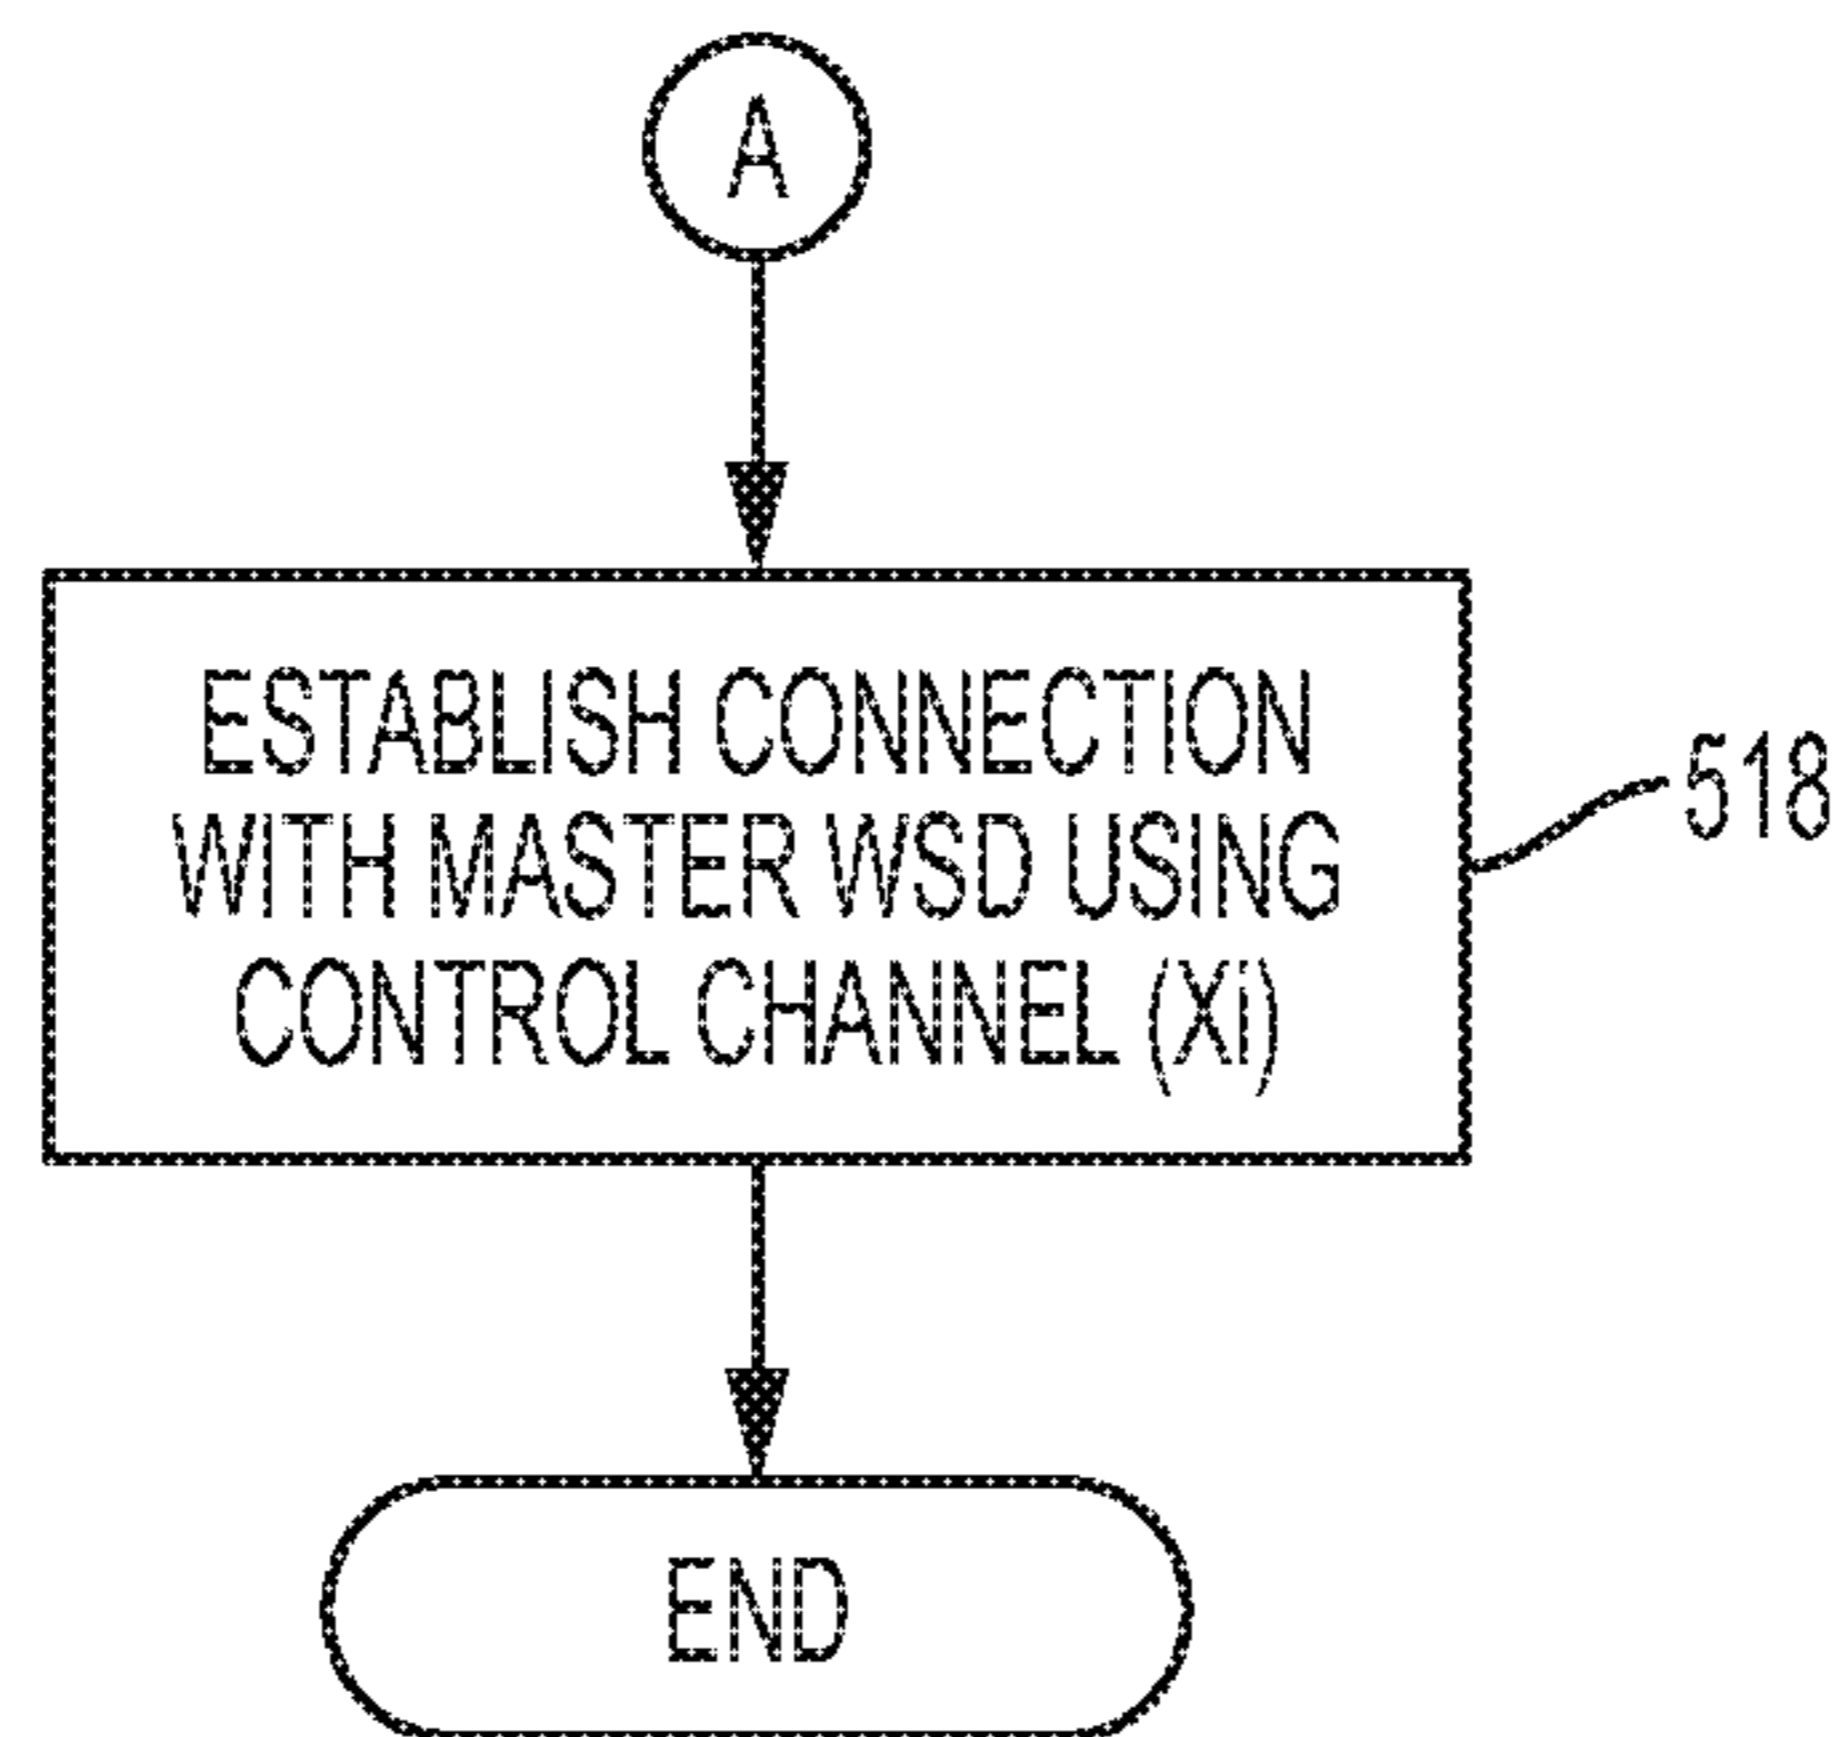 A
ESTABLISH CONNECTION
WITH MASTER WSD USING
CONTROL CHANNEL (Xi)
518
END